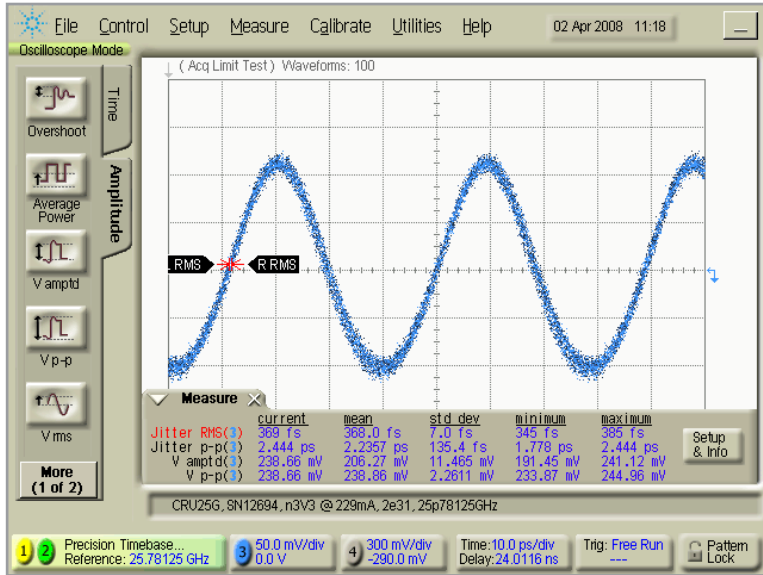 File Control Setup Measure Calibrate Utilities Help 02 Apr 2008 11:18
Oscilloscope Mode
( Acq Limit Test ) Waveforms: 100
Time
Overshoot
Average
Power
Amplitude
V amptd
V p-p
V rms
More
(1 of 2)
RMS R RMS
Measure
current mean std dev minimum maximum
Jitter RMS(3) 369 fs 368.0 fs 7.0 fs 345 fs 385 fs
Jitter p-p(3) 2.444 ps 2.2357 ps 135.4 fs 1.778 ps 2.444 ps
V amptd(3) 238.66 mV 206.27 mV 11.465 mV 191.45 mV 241.12 mV
V p-p(3) 238.66 mV 238.86 mV 2.2611 mV 233.87 mV 244.96 mV
Setup
& Info
CRU25G, SN12694, n3V3 @ 229mA, 2e31, 25p78125GHz
1 2 Precision Timebase...
Reference: 25.78125 GHz
3 50.0 mV/div
0.0 V
4 300 mV/div
-290.0 mV
Time:10.0 ps/div
Delay:24.0116 ns
Trig: Free Run
---
Pattern
Lock